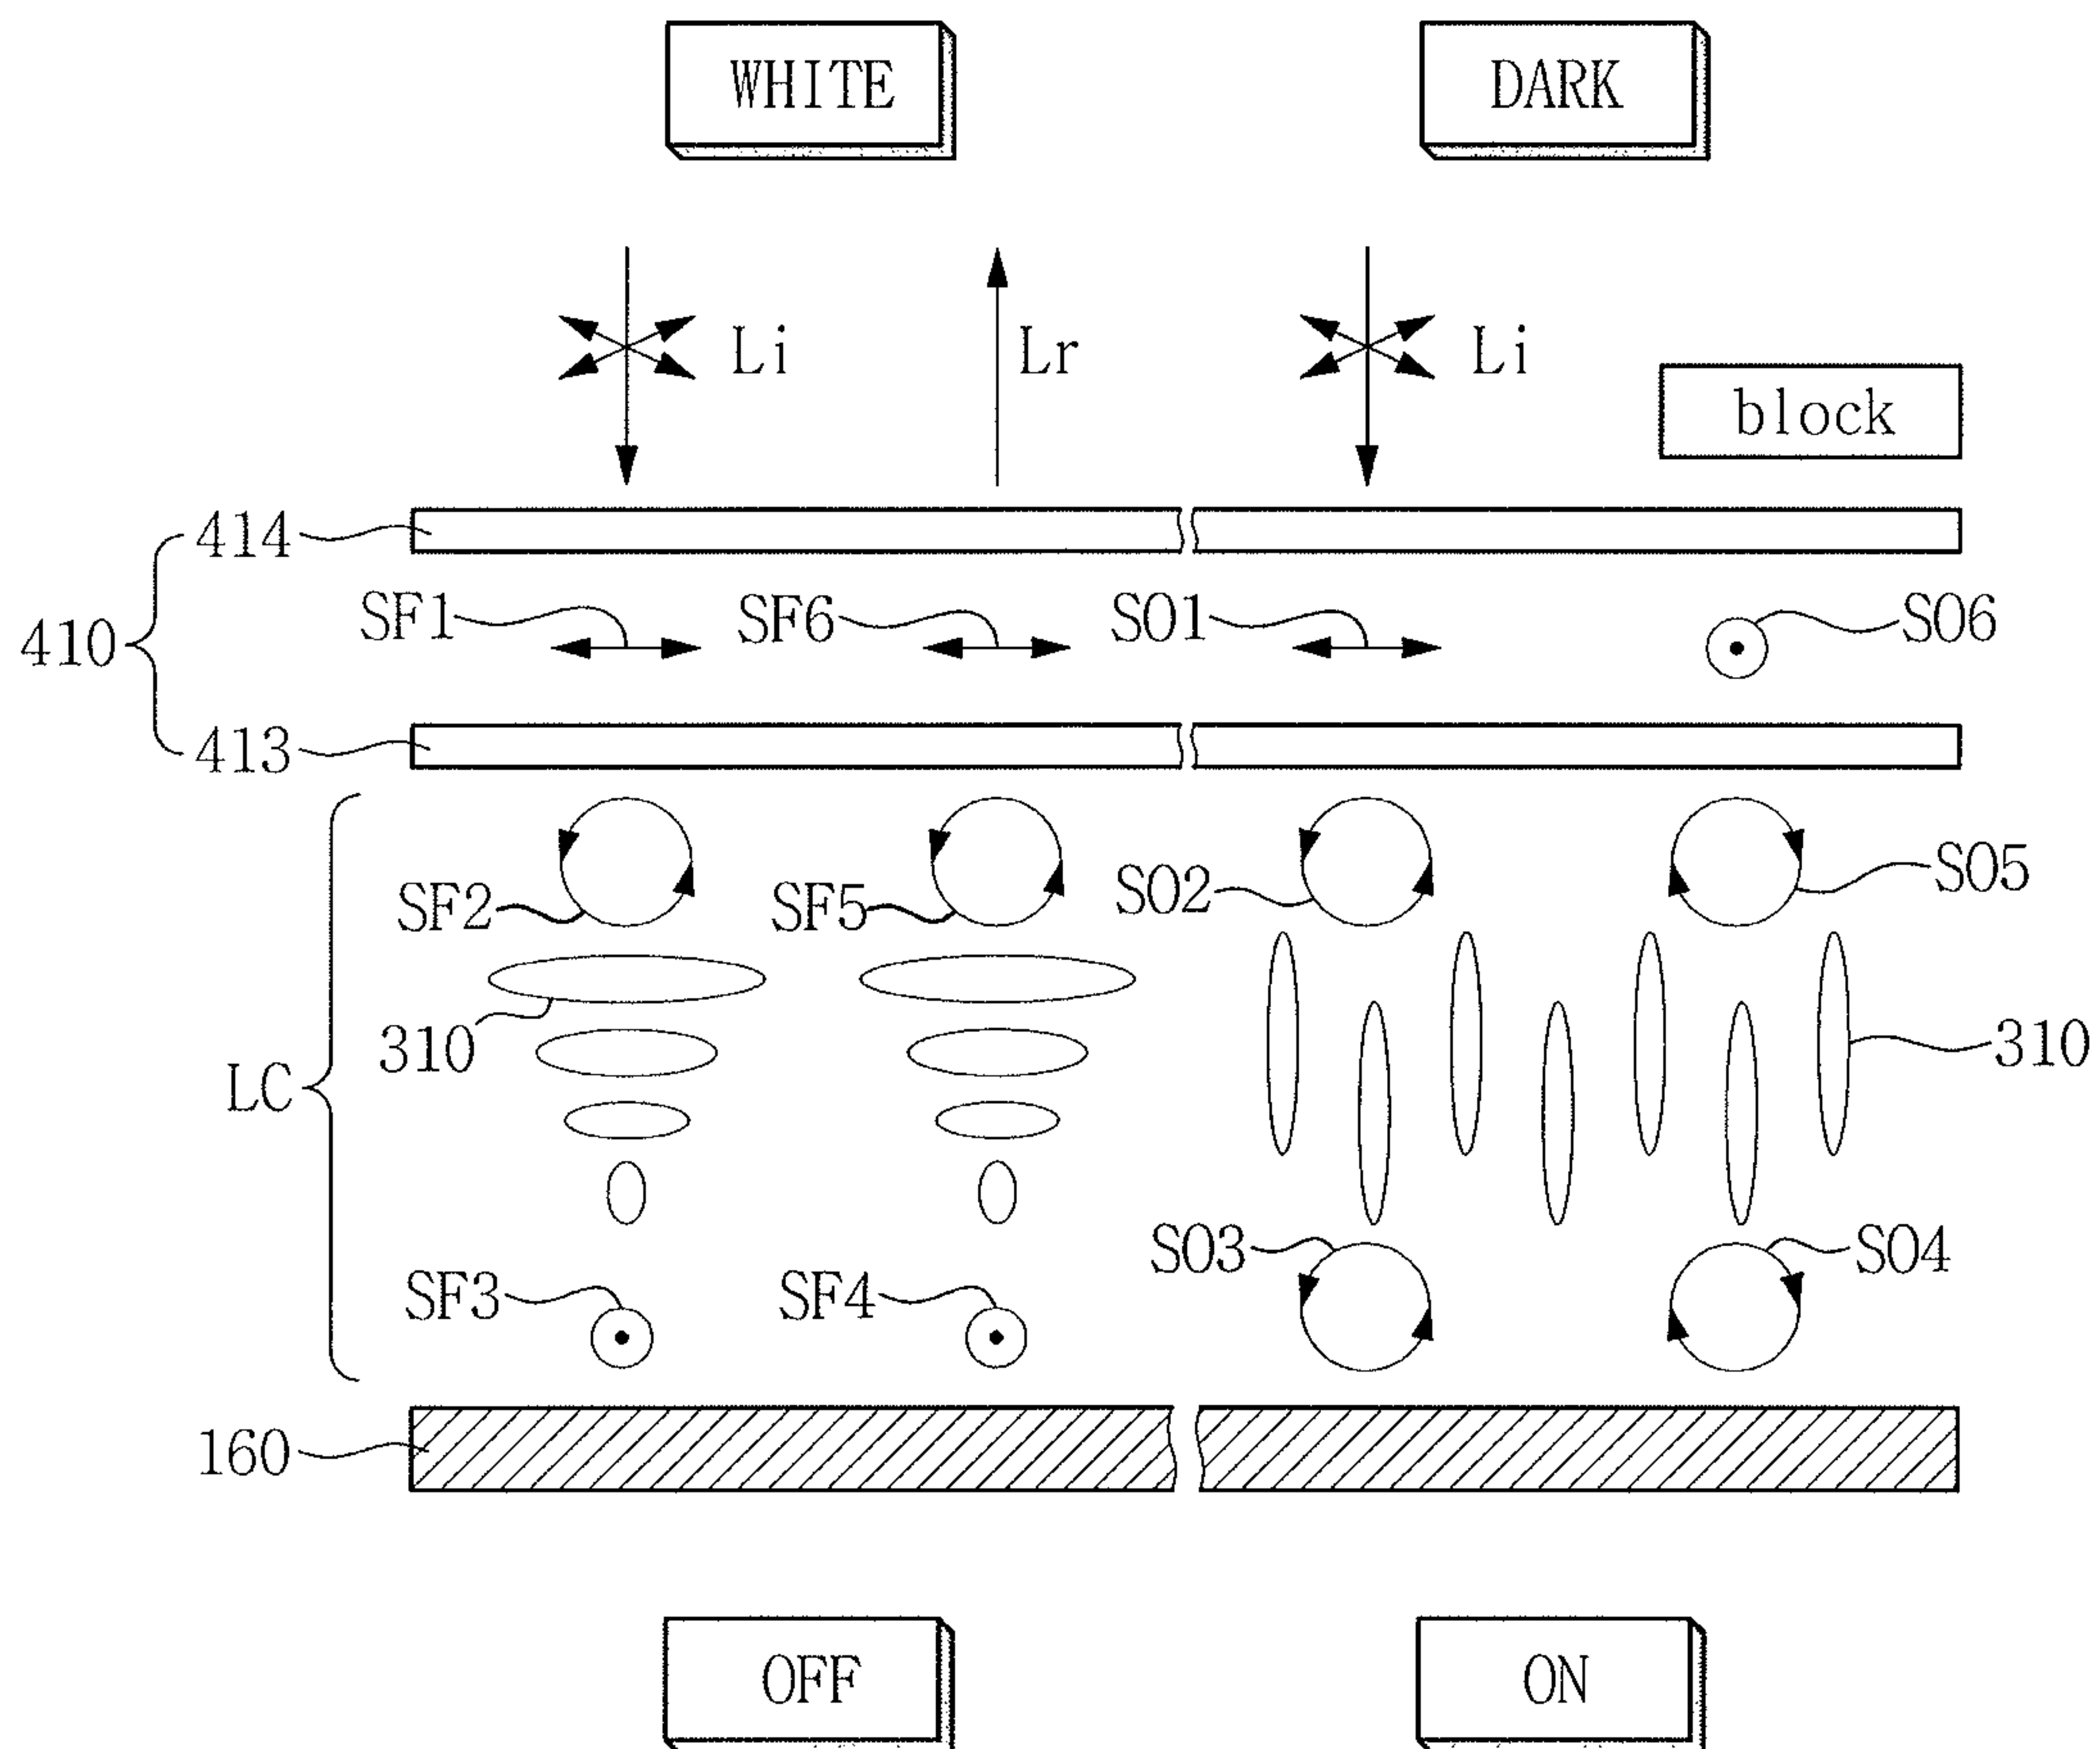 WHITE DARK
Li Lr Li
block
414
SF1 SF6 SO1 SO6
410
413
SF2 SF5 SO2 SO5
310 310
LC
SO3 SO4
SF3 SF4
160
OFF ON